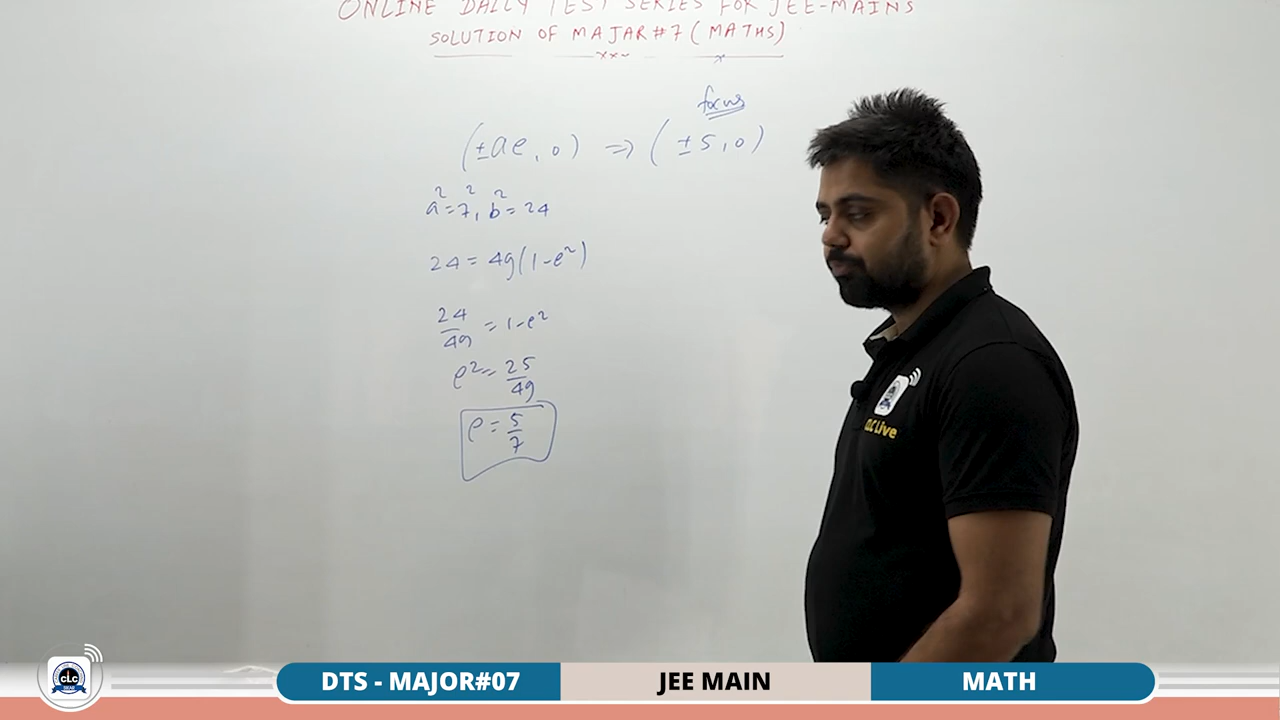 ONLINE DAILY TEST SERIES FOR JEE-MAINS
SOLUTION OF MAJAR #7 (MATHS)
focus
(±ae, 0) ⇒ (±5, 0)
a² = 7², b² = 24
24 = 49(1-e²)
24/49 = 1-e²
e² = 25/49
e = 5/7
CLC Live
CLC
SIKAR
DTS - MAJOR#07
JEE MAIN
MATH